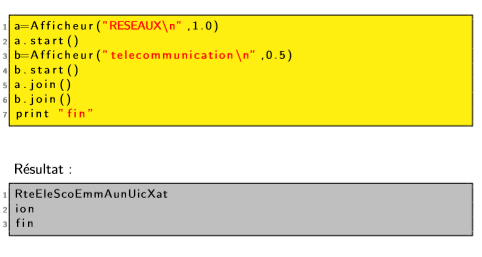 1 a=Afficheur("RESEAUX\n",1.0)
2 a.start()
3 b=Afficheur("telecommunication\n",0.5)
4 b.start()
5 a.join()
6 b.join()
7 print "fin"
Résultat :
1 RteEleScoEmmAunUicXat
2 ion
3 fin